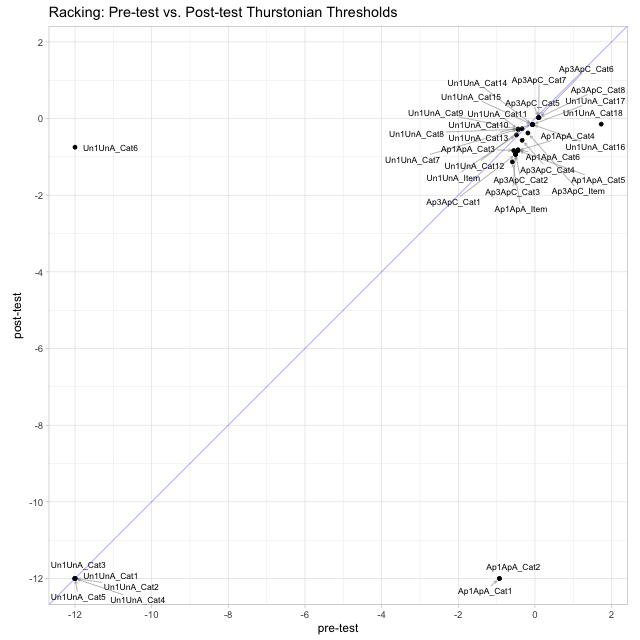 Racking: Pre-test vs. Post-test Thurstonian Thresholds
2
Ap3ApC_Cat6
Ap3ApC_Cat7
Un1UnA_Cat14
Ap3ApC_Cat8
Un1UnA_Cat15
Un1UnA_Cat17
Ap3ApC_Cat5
Un1UnA_Cat9
Un1UnA_Cat11
Un1UnA_Cat18
0
Un1UnA_Cat10
Un1UnA_Cat8
Un1UnA_Cat13
Ap1ApA_Cat4
Un1UnA_Cat6
Ap1ApA_Cat3
Un1UnA_Cat16
Un1UnA_Cat7
Ap1ApA_Cat6
Un1UnA_Cat12
Ap3ApC_Cat4
Un1UnA_Item
Ap3ApC_Cat2
Ap1ApA_Cat5
Ap3ApC_Cat3
Ap3ApC_Item
-2
Ap3ApC_Cat1
Ap1ApA_Item
-4
post-test
-6
-8
-10
Un1UnA_Cat3
Ap1ApA_Cat2
Un1UnA_Cat1
-12
Un1UnA_Cat2
Ap1ApA_Cat1
Un1UnA_Cat5
Un1UnA_Cat4
-12 -10 -8 -6 -4 -2 0 2
pre-test